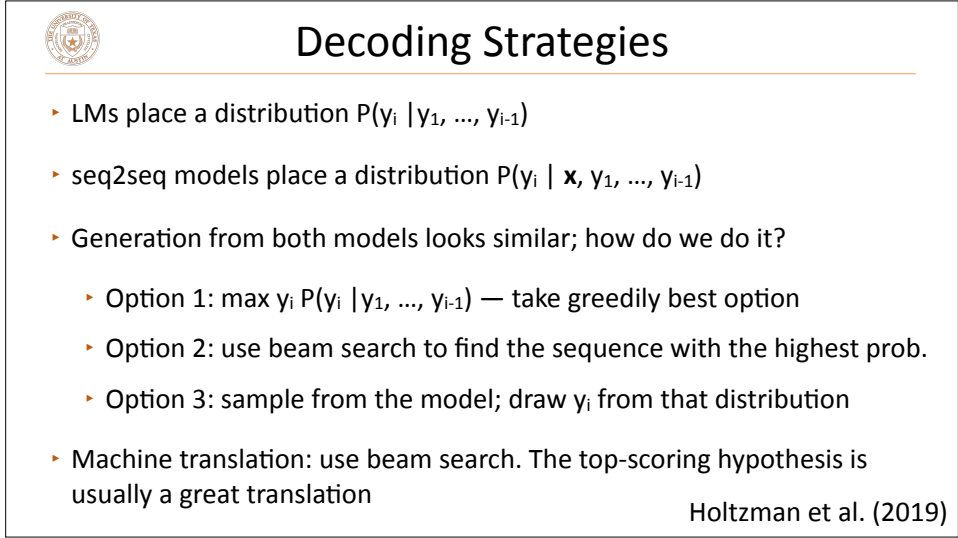 Decoding Strategies
‣ LMs place a distribution P(yᵢ |y₁, ..., yᵢ₋₁)
‣ seq2seq models place a distribution P(yᵢ | x, y₁, ..., yᵢ₋₁)
‣ Generation from both models looks similar; how do we do it?
‣ Option 1: max yᵢ P(yᵢ |y₁, ..., yᵢ₋₁) — take greedily best option
‣ Option 2: use beam search to find the sequence with the highest prob.
‣ Option 3: sample from the model; draw yᵢ from that distribution
‣ Machine translation: use beam search. The top-scoring hypothesis is
usually a great translation
Holtzman et al. (2019)